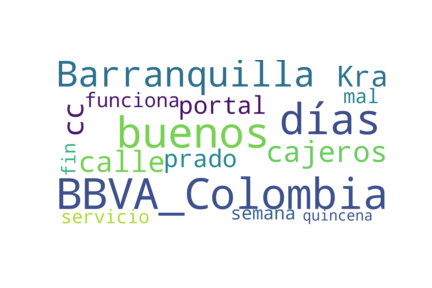 Barranquilla Kra
mal
funciona portal
cc buenos días
fin calle prado cajeros
BBVA_Colombia
servicio semana quincena